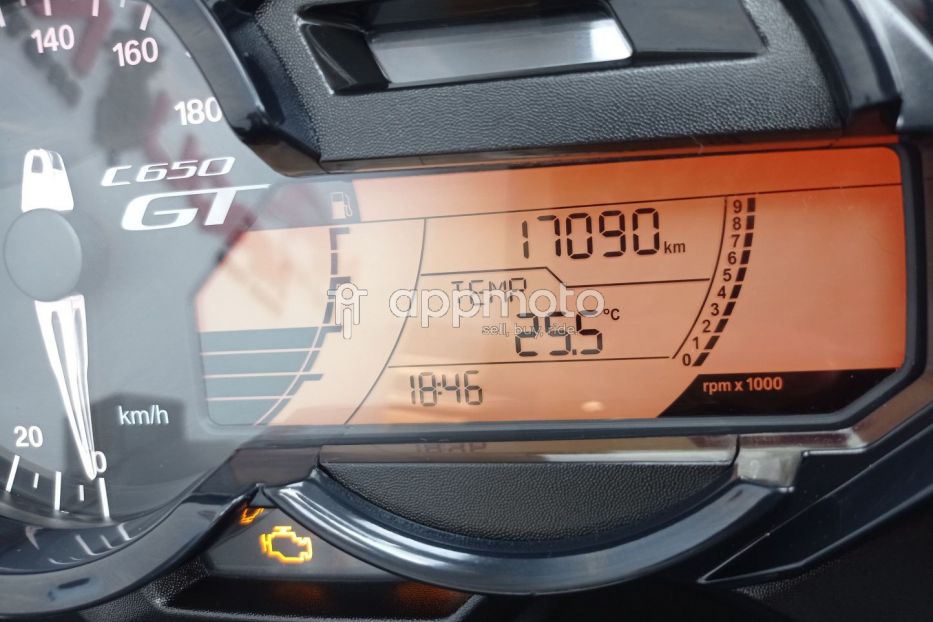 140
160
180
C650
GT
17090 km
9
8
7
6
5
4
3
2
1
0
TEMP
appmoto
sell, buy, ride.
25.5 °C
18:46
rpm x 1000
km/h
20
0